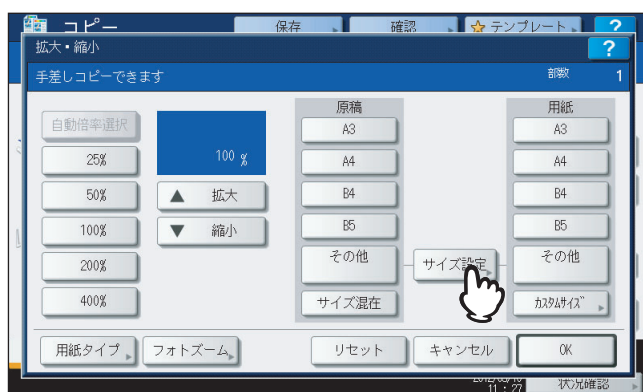 コピー
保存
確認
テンプレート
?
拡大・縮小
?
手差しコピーできます
部数 1
自動倍率選択
25%
50%
100%
200%
400%
100 %
▲ 拡大
▼ 縮小
原稿
A3
A4
B4
B5
その他
サイズ混在
サイズ設定
用紙
A3
A4
B4
B5
その他
カスタムサイズ
用紙タイプ
フォトズーム
リセット
キャンセル
OK
11:27
状況確認